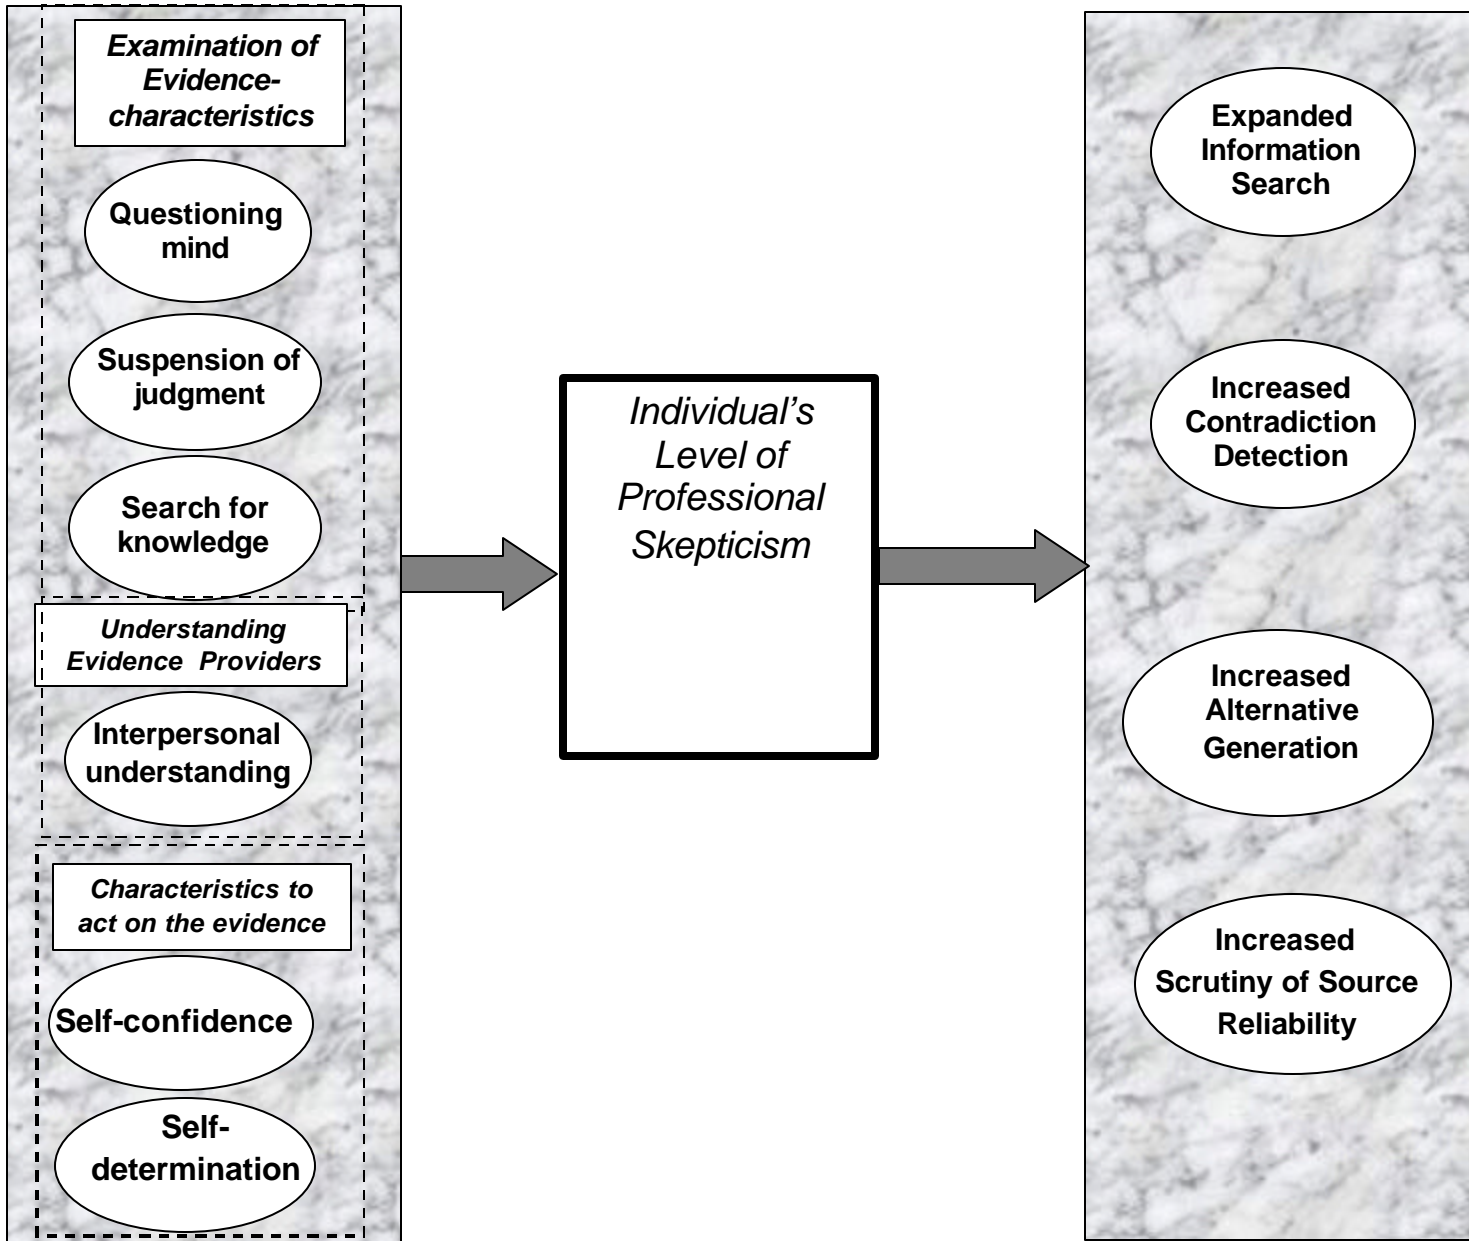 Examination of
Evidence-
characteristics
Questioning
mind
Suspension of
judgment
Search for
knowledge
Understanding
Evidence Providers
Interpersonal
understanding
Characteristics to
act on the evidence
Self-confidence
Self-
determination
Individual’s
Level of
Professional
Skepticism
Expanded
Information
Search
Increased
Contradiction
Detection
Increased
Alternative
Generation
Increased
Scrutiny of Source
Reliability